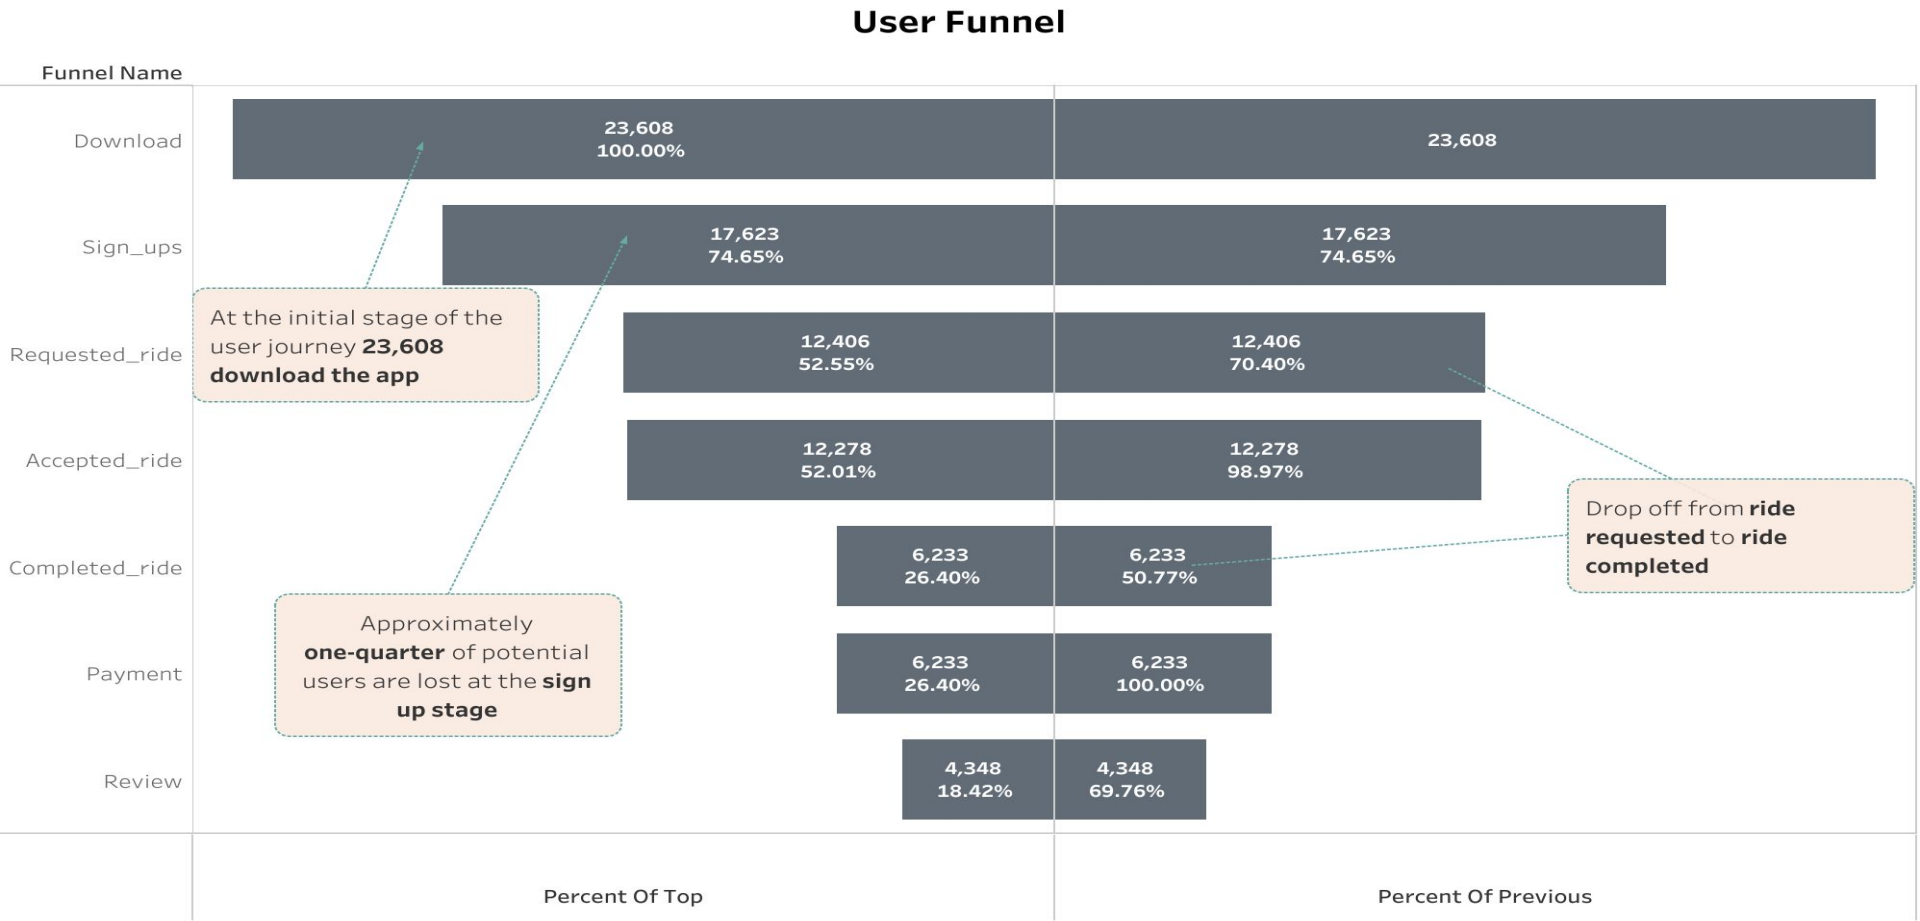 User Funnel
Funnel Name
Download
23,608
100.00%
23,608
Sign_ups
17,623
74.65%
17,623
74.65%
At the initial stage of the
user journey 23,608
download the app
Requested_ride
12,406
52.55%
12,406
70.40%
Accepted_ride
12,278
52.01%
12,278
98.97%
Drop off from ride
requested to ride
completed
Completed_ride
6,233
26.40%
6,233
50.77%
Approximately
one-quarter of potential
users are lost at the sign
up stage
Payment
6,233
26.40%
6,233
100.00%
Review
4,348
18.42%
4,348
69.76%
Percent Of Top
Percent Of Previous